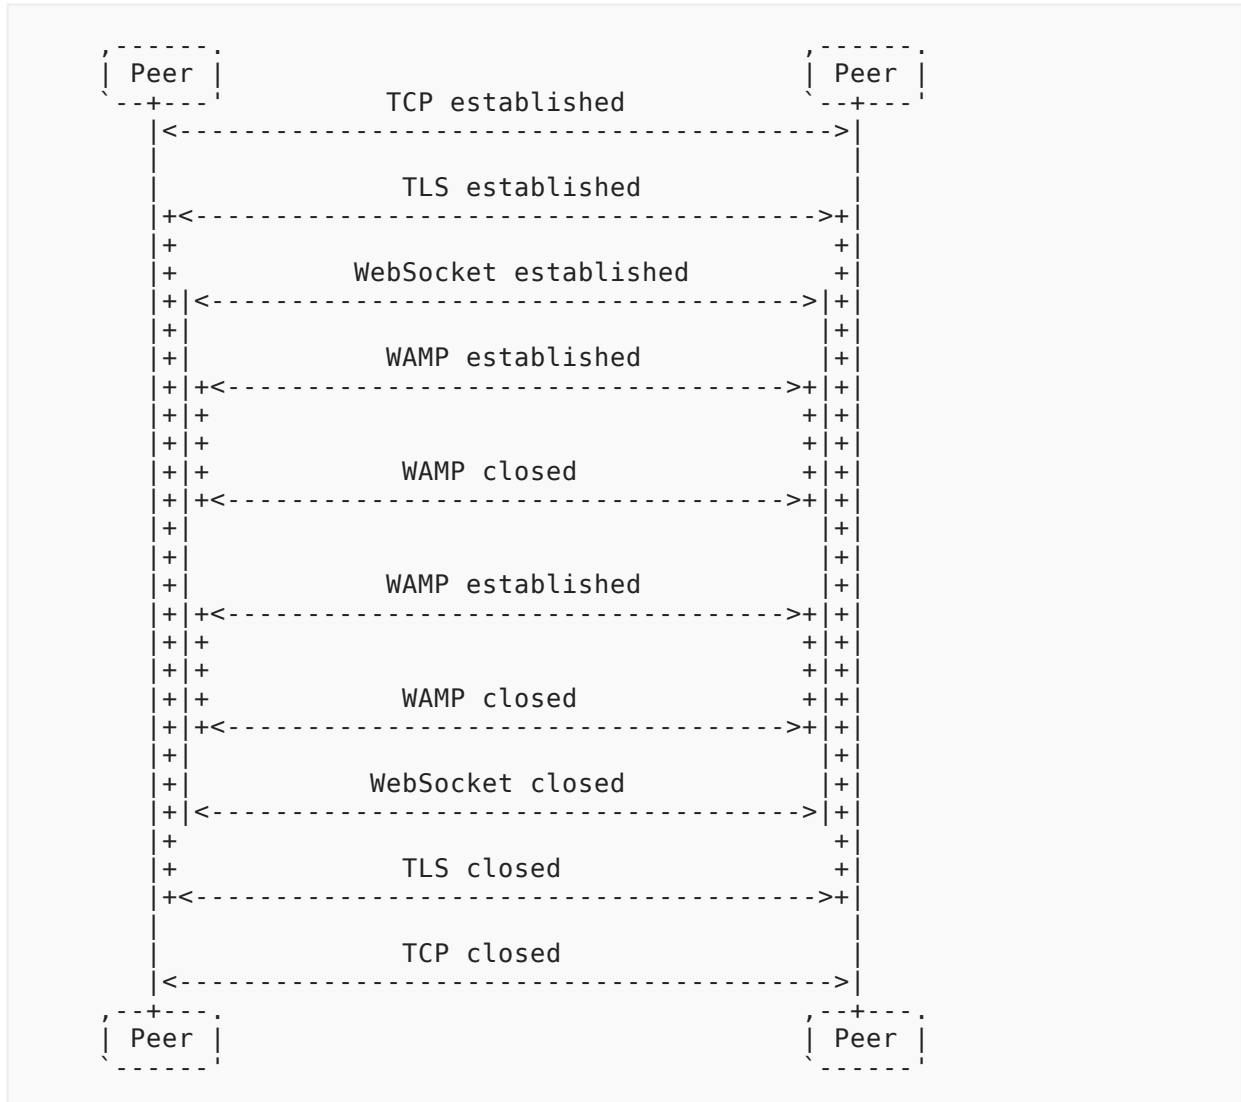 ,------.                                    ,------.
| Peer |                                    | Peer |
`--+---'          TCP established           `--+---'
   |<----------------------------------------->|
   |                                           |
   |               TLS established             |
   |+<--------------------------------------->+|
   |+                                         +|
   |+           WebSocket established         +|
   |+|<------------------------------------->|+|
   |+|                                       |+|
   |+|            WAMP established           |+|
   |+|+<----------------------------------->+|+|
   |+|+                                     +|+|
   |+|+                                     +|+|
   |+|+            WAMP closed              +|+|
   |+|+<----------------------------------->+|+|
   |+|                                       |+|
   |+|                                       |+|
   |+|            WAMP established           |+|
   |+|+<----------------------------------->+|+|
   |+|+                                     +|+|
   |+|+                                     +|+|
   |+|+            WAMP closed              +|+|
   |+|+<----------------------------------->+|+|
   |+|                                       |+|
   |+|           WebSocket closed            |+|
   |+|<------------------------------------->|+|
   |+                                         +|
   |+              TLS closed                 +|
   |+<--------------------------------------->+|
   |                                           |
   |               TCP closed                  |
   |<----------------------------------------->|
,--+---.                                    ,--+---.
| Peer |                                    | Peer |
`------'                                    `------'